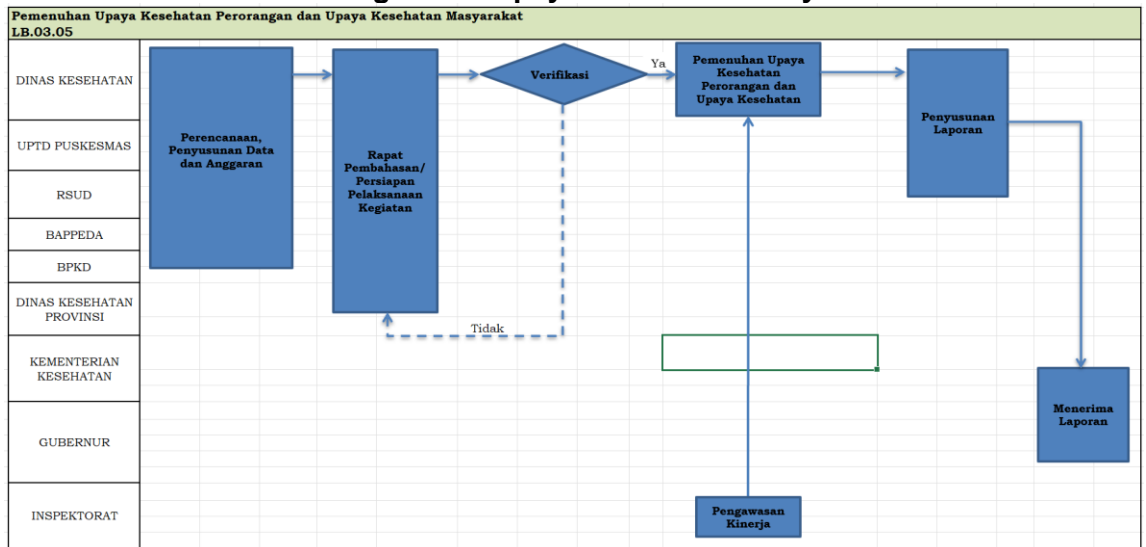 Pemenuhan Upaya Kesehatan Perorangan dan Upaya Kesehatan Masyarakat
LB.03.05
DINAS KESEHATAN
UPTD PUSKESMAS
RSUD
BAPPEDA
BPKD
DINAS KESEHATAN
PROVINSI
KEMENTERIAN
KESEHATAN
GUBERNUR
INSPEKTORAT
Perencanaan,
Penyusunan Data
dan Anggaran
Rapat
Pembahasan/
Persiapan
Pelaksanaan
Kegiatan
Verifikasi
Ya
Tidak
Pemenuhan Upaya
Kesehatan
Perorangan dan
Upaya Kesehatan
Penyusunan
Laporan
Menerima
Laporan
Pengawasan
Kinerja